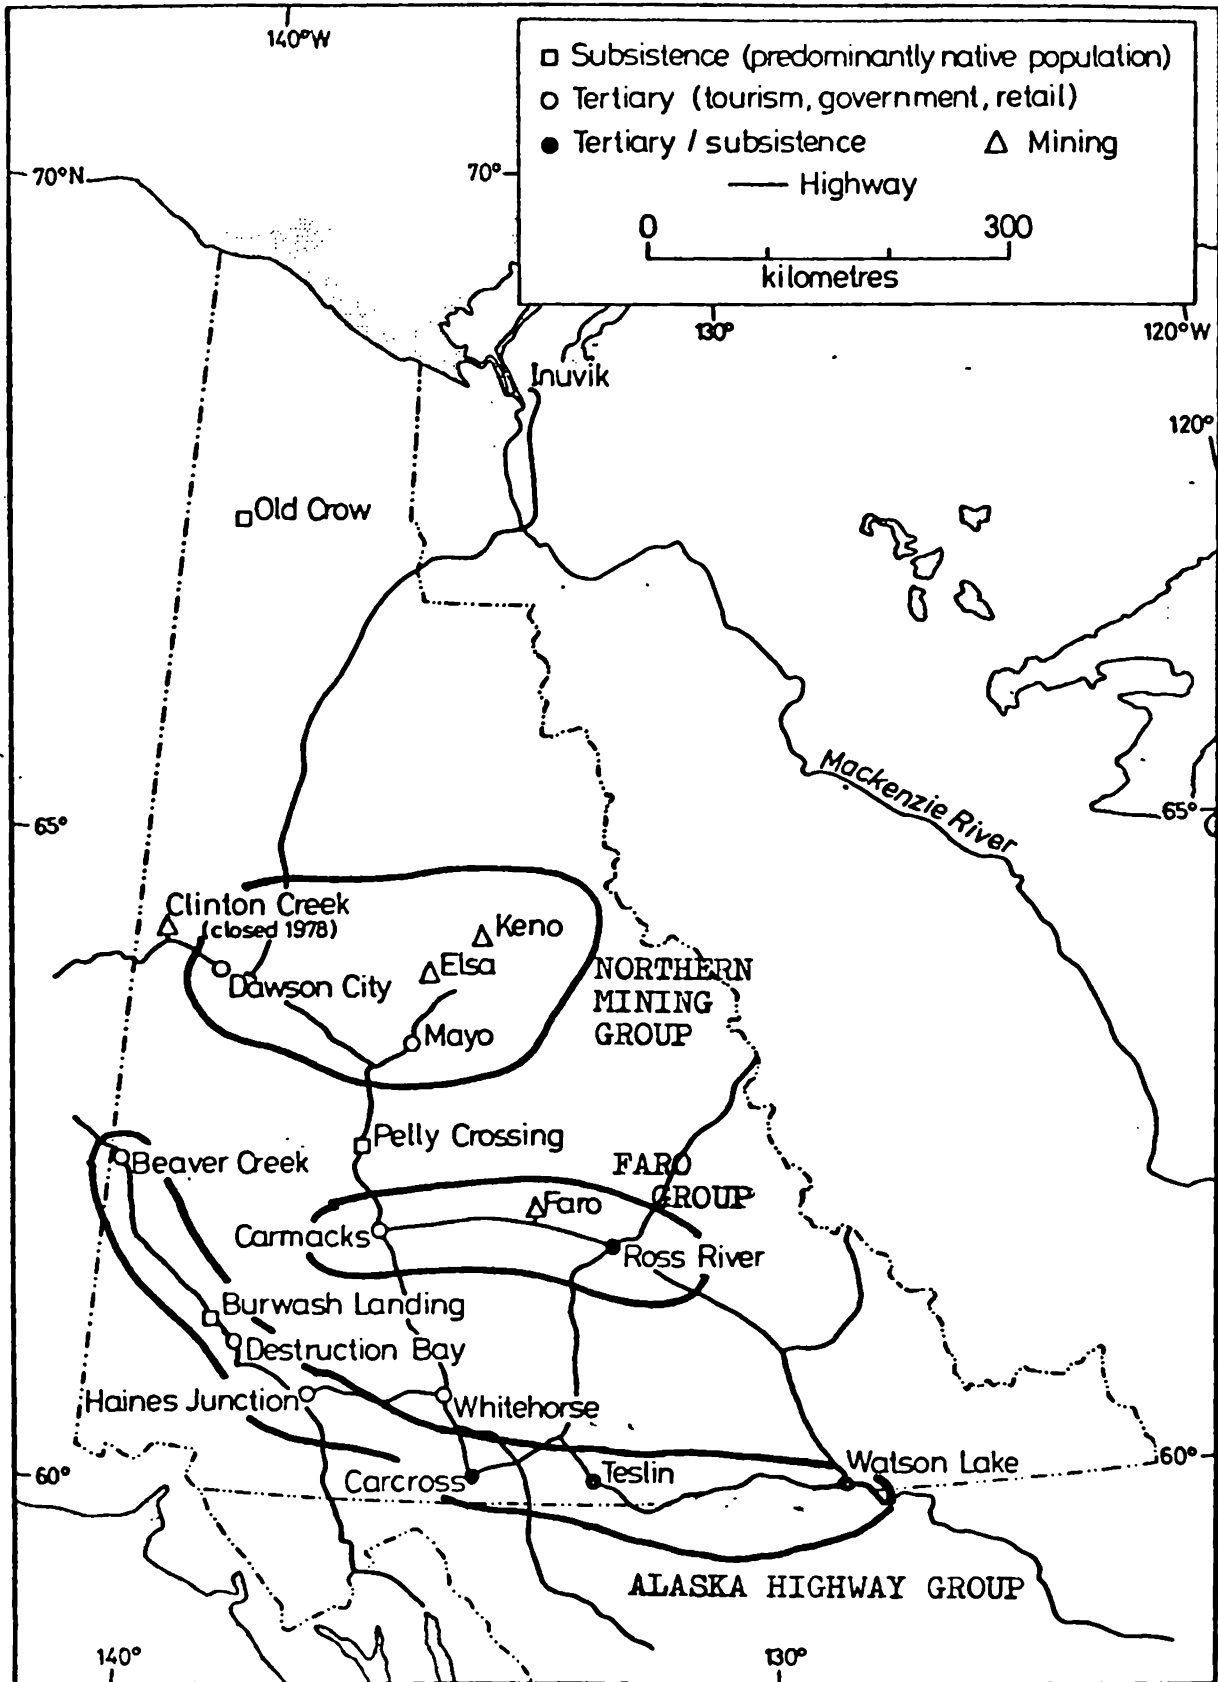 140°W
□ Subsistence (predominantly native population)
○ Tertiary (tourism, government, retail)
● Tertiary / subsistence △ Mining
— Highway
0 300
kilometres
70°N
70°
130°
120°W
Inuvik
120°
Old Crow
Mackenzie River
65°
65°
Clinton Creek
(closed 1978)
Keno
Elsa
Dawson City
NORTHERN
MINING
GROUP
Mayo
Pelly Crossing
Beaver Creek
FARO
GROUP
Faro
Carmacks
Ross River
Burwash Landing
Destruction Bay
Haines Junction
Whitehorse
60°
Carcross
Teslin
Watson Lake
60°
ALASKA HIGHWAY GROUP
140°
130°